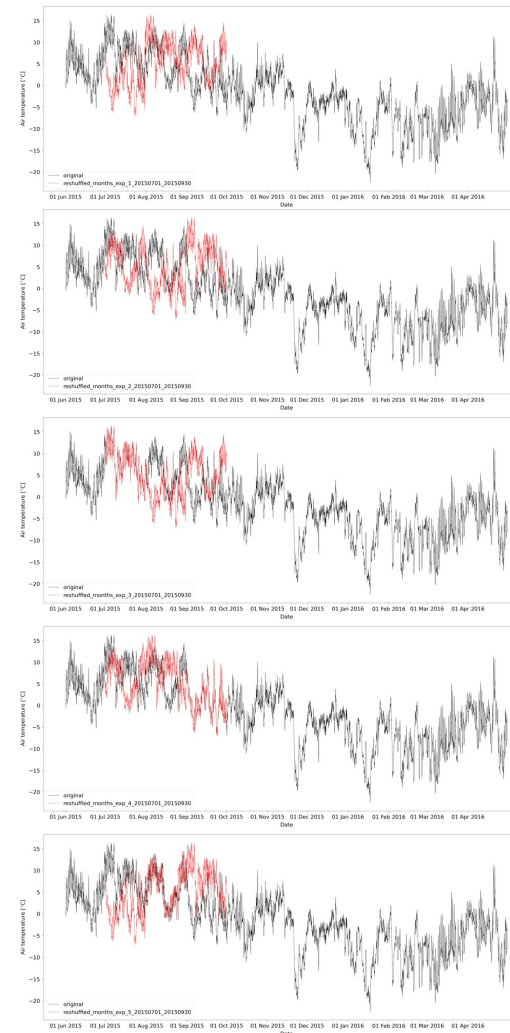 Air temperature [°C]
15
10
5
0
−5
−10
−15
−20
original
reshuffled_months_exp_1_20150701_20150930
01 Jun 2015 01 Jul 2015 01 Aug 2015 01 Sep 2015 01 Oct 2015 01 Nov 2015 01 Dec 2015 01 Jan 2016 01 Feb 2016 01 Mar 2016 01 Apr 2016
Date
Air temperature [°C]
15
10
5
0
−5
−10
−15
−20
original
reshuffled_months_exp_2_20150701_20150930
01 Jun 2015 01 Jul 2015 01 Aug 2015 01 Sep 2015 01 Oct 2015 01 Nov 2015 01 Dec 2015 01 Jan 2016 01 Feb 2016 01 Mar 2016 01 Apr 2016
Date
Air temperature [°C]
15
10
5
0
−5
−10
−15
−20
original
reshuffled_months_exp_3_20150701_20150930
01 Jun 2015 01 Jul 2015 01 Aug 2015 01 Sep 2015 01 Oct 2015 01 Nov 2015 01 Dec 2015 01 Jan 2016 01 Feb 2016 01 Mar 2016 01 Apr 2016
Date
Air temperature [°C]
15
10
5
0
−5
−10
−15
−20
original
reshuffled_months_exp_4_20150701_20150930
01 Jun 2015 01 Jul 2015 01 Aug 2015 01 Sep 2015 01 Oct 2015 01 Nov 2015 01 Dec 2015 01 Jan 2016 01 Feb 2016 01 Mar 2016 01 Apr 2016
Date
Air temperature [°C]
15
10
5
0
−5
−10
−15
−20
original
reshuffled_months_exp_5_20150701_20150930
01 Jun 2015 01 Jul 2015 01 Aug 2015 01 Sep 2015 01 Oct 2015 01 Nov 2015 01 Dec 2015 01 Jan 2016 01 Feb 2016 01 Mar 2016 01 Apr 2016
Date